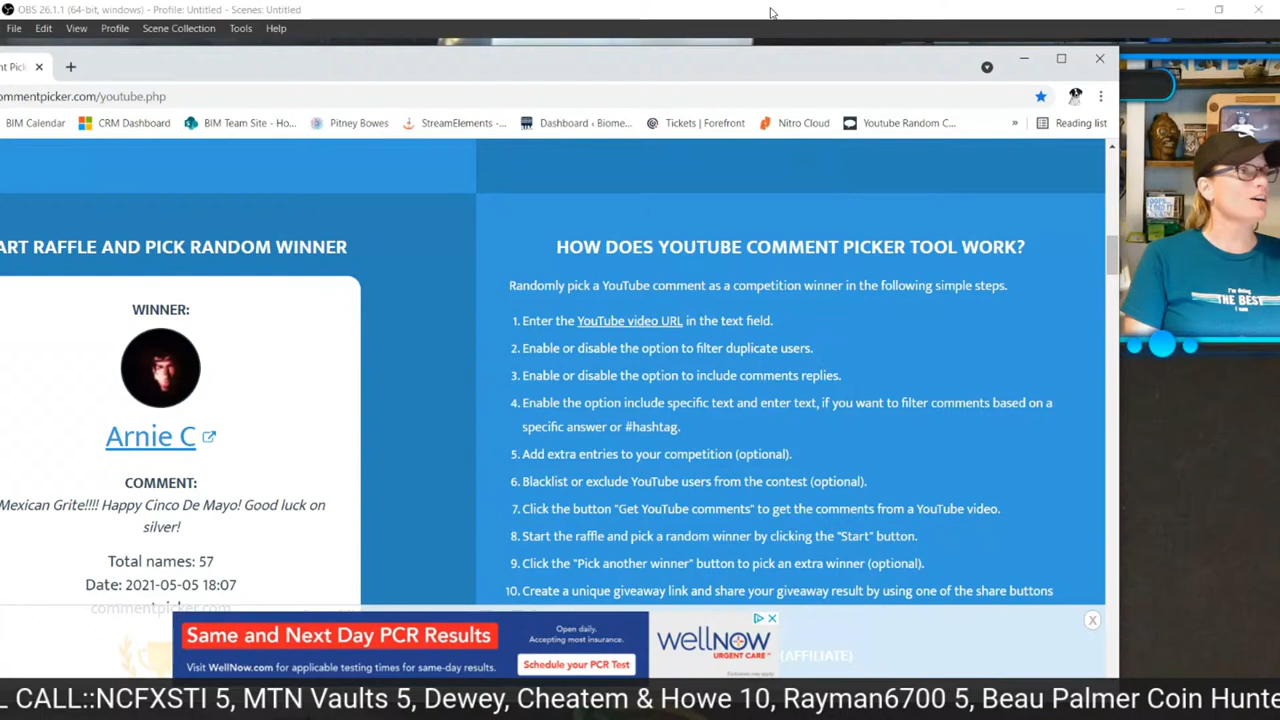 OBS 26.1.1 (64-bit, windows) - Profile: Untitled - Scenes: Untitled
File Edit View Profile Scene Collection Tools Help
nt Pic
ommentpicker.com/youtube.php
BIM Calendar CRM Dashboard BIM Team Site - Ho... Pitney Bowes StreamElements -... Dashboard ‹ Biome... Tickets | Forefront Nitro Cloud Youtube Random C... » Reading list
ART RAFFLE AND PICK RANDOM WINNER
WINNER:
Arnie C
COMMENT:
Mexican Grite!!!! Happy Cinco De Mayo! Good luck on
silver!
Total names: 57
Date: 2021-05-05 18:07
commentpicker.com
HOW DOES YOUTUBE COMMENT PICKER TOOL WORK?
Randomly pick a YouTube comment as a competition winner in the following simple steps.
1. Enter the YouTube video URL in the text field.
2. Enable or disable the option to filter duplicate users.
3. Enable or disable the option to include comments replies.
4. Enable the option include specific text and enter text, if you want to filter comments based on a
specific answer or #hashtag.
5. Add extra entries to your competition (optional).
6. Blacklist or exclude YouTube users from the contest (optional).
7. Click the button "Get YouTube comments" to get the comments from a YouTube video.
8. Start the raffle and pick a random winner by clicking the "Start" button.
9. Click the "Pick another winner" button to pick an extra winner (optional).
10. Create a unique giveaway link and share your giveaway result by using one of the share buttons
(AFFILIATE)
I'm doing
THE BEST
I can
Same and Next Day PCR Results
Visit WellNow.com for applicable testing times for same-day results.
Open daily.
Accepting most insurance.
Schedule your PCR Test
wellnow
URGENT CARE
L CALL::NCFXSTI 5, MTN Vaults 5, Dewey, Cheatem & Howe 10, Rayman6700 5, Beau Palmer Coin Hunte